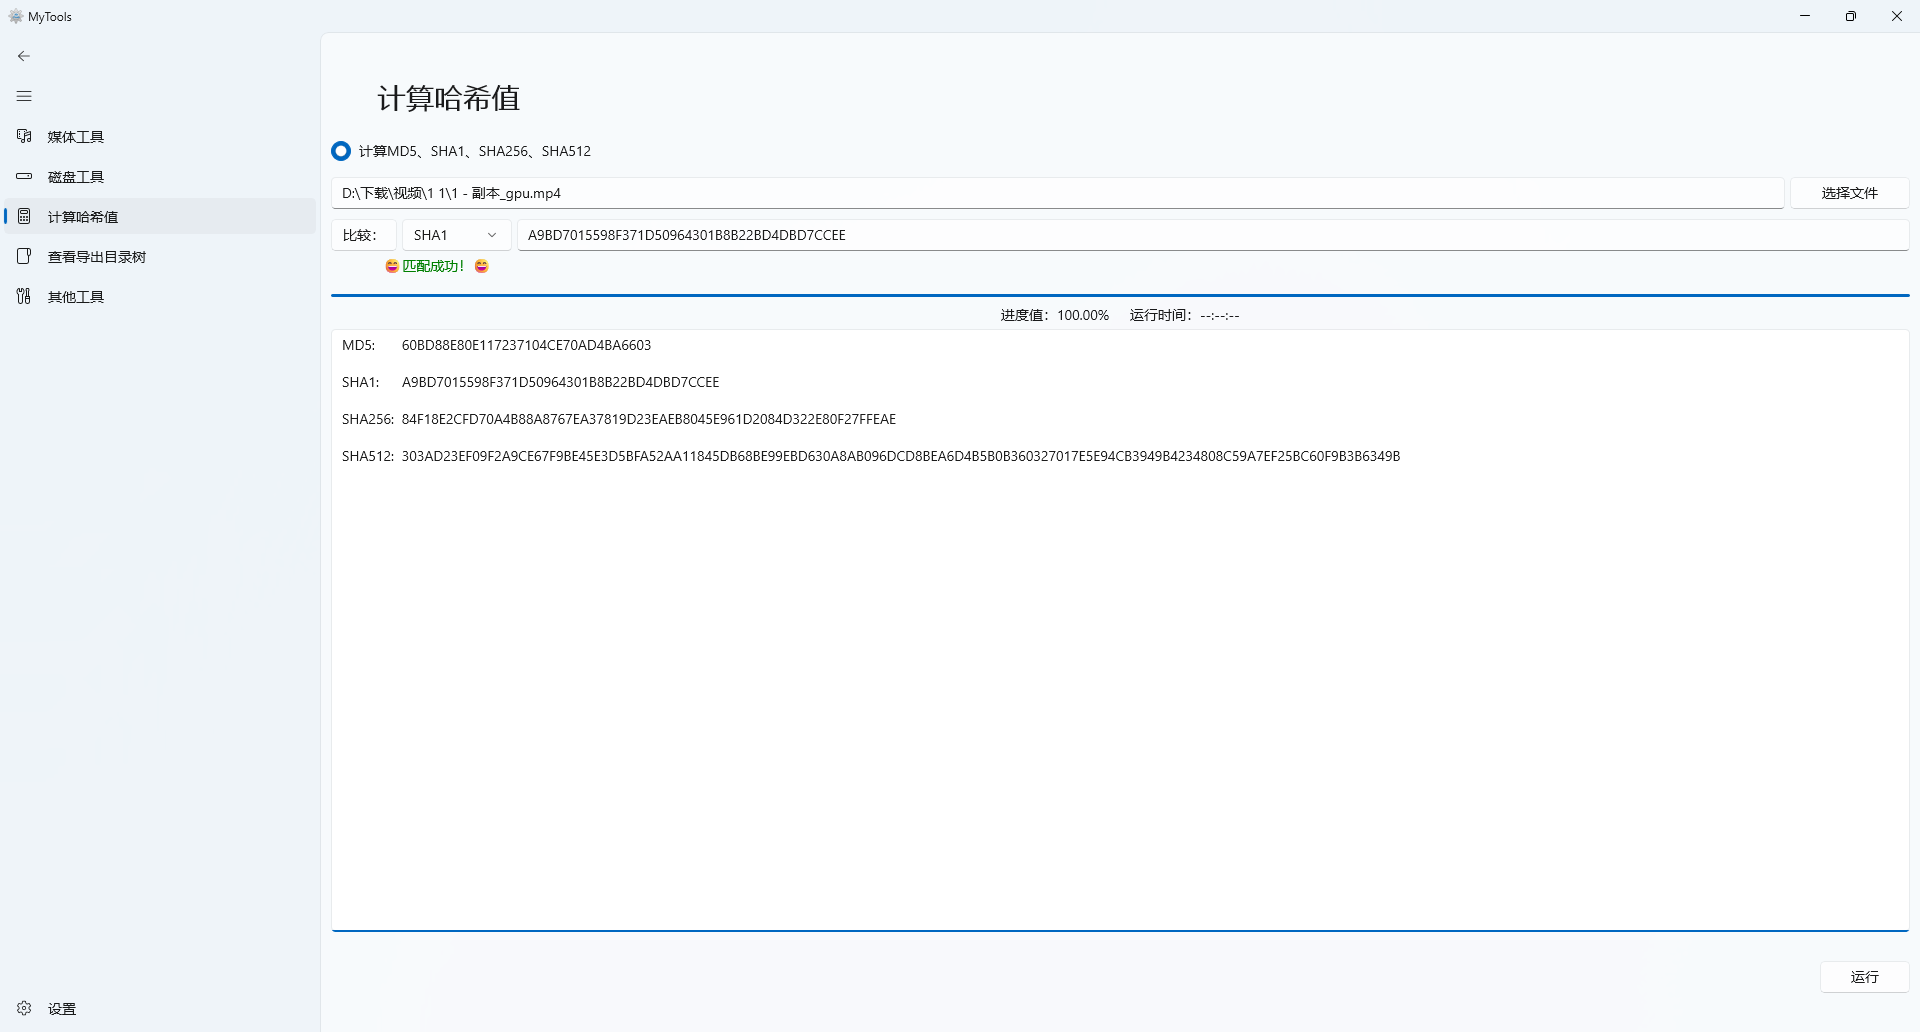 MyTools
媒体工具
磁盘工具
计算哈希值
查看导出目录树
其他工具
设置
计算哈希值
计算MD5、SHA1、SHA256、SHA512
D:\下载\视频\1 1\1 - 副本_gpu.mp4
选择文件
比较: SHA1 A9BD7015598F371D50964301B8B22BD4DBD7CCEE
😄 匹配成功! 😄
进度值: 100.00% 运行时间: --:--:--
MD5: 60BD88E80E117237104CE70AD4BA6603
SHA1: A9BD7015598F371D50964301B8B22BD4DBD7CCEE
SHA256: 84F18E2CFD70A4B88A8767EA37819D23EAEB8045E961D2084D322E80F27FFEAE
SHA512: 303AD23EF09F2A9CE67F9BE45E3D5BFA52AA11845DB68BE99EBD630A8AB096DCD8BEA6D4B5B0B360327017E5E94CB3949B4234808C59A7EF25BC60F9B3B6349B
运行